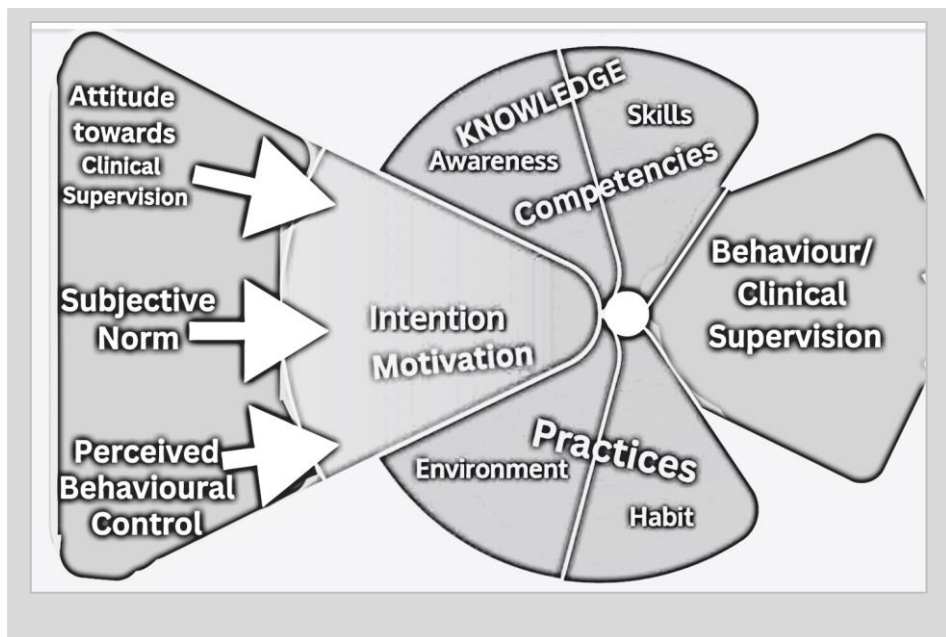 Attitude
towards
Clinical
Supervision
Subjective
Norm
Perceived
Behavioural
Control
Intention
Motivation
KNOWLEDGE
Awareness
Skills
Competencies
Environment
Practices
Habit
Behaviour/
Clinical
Supervision